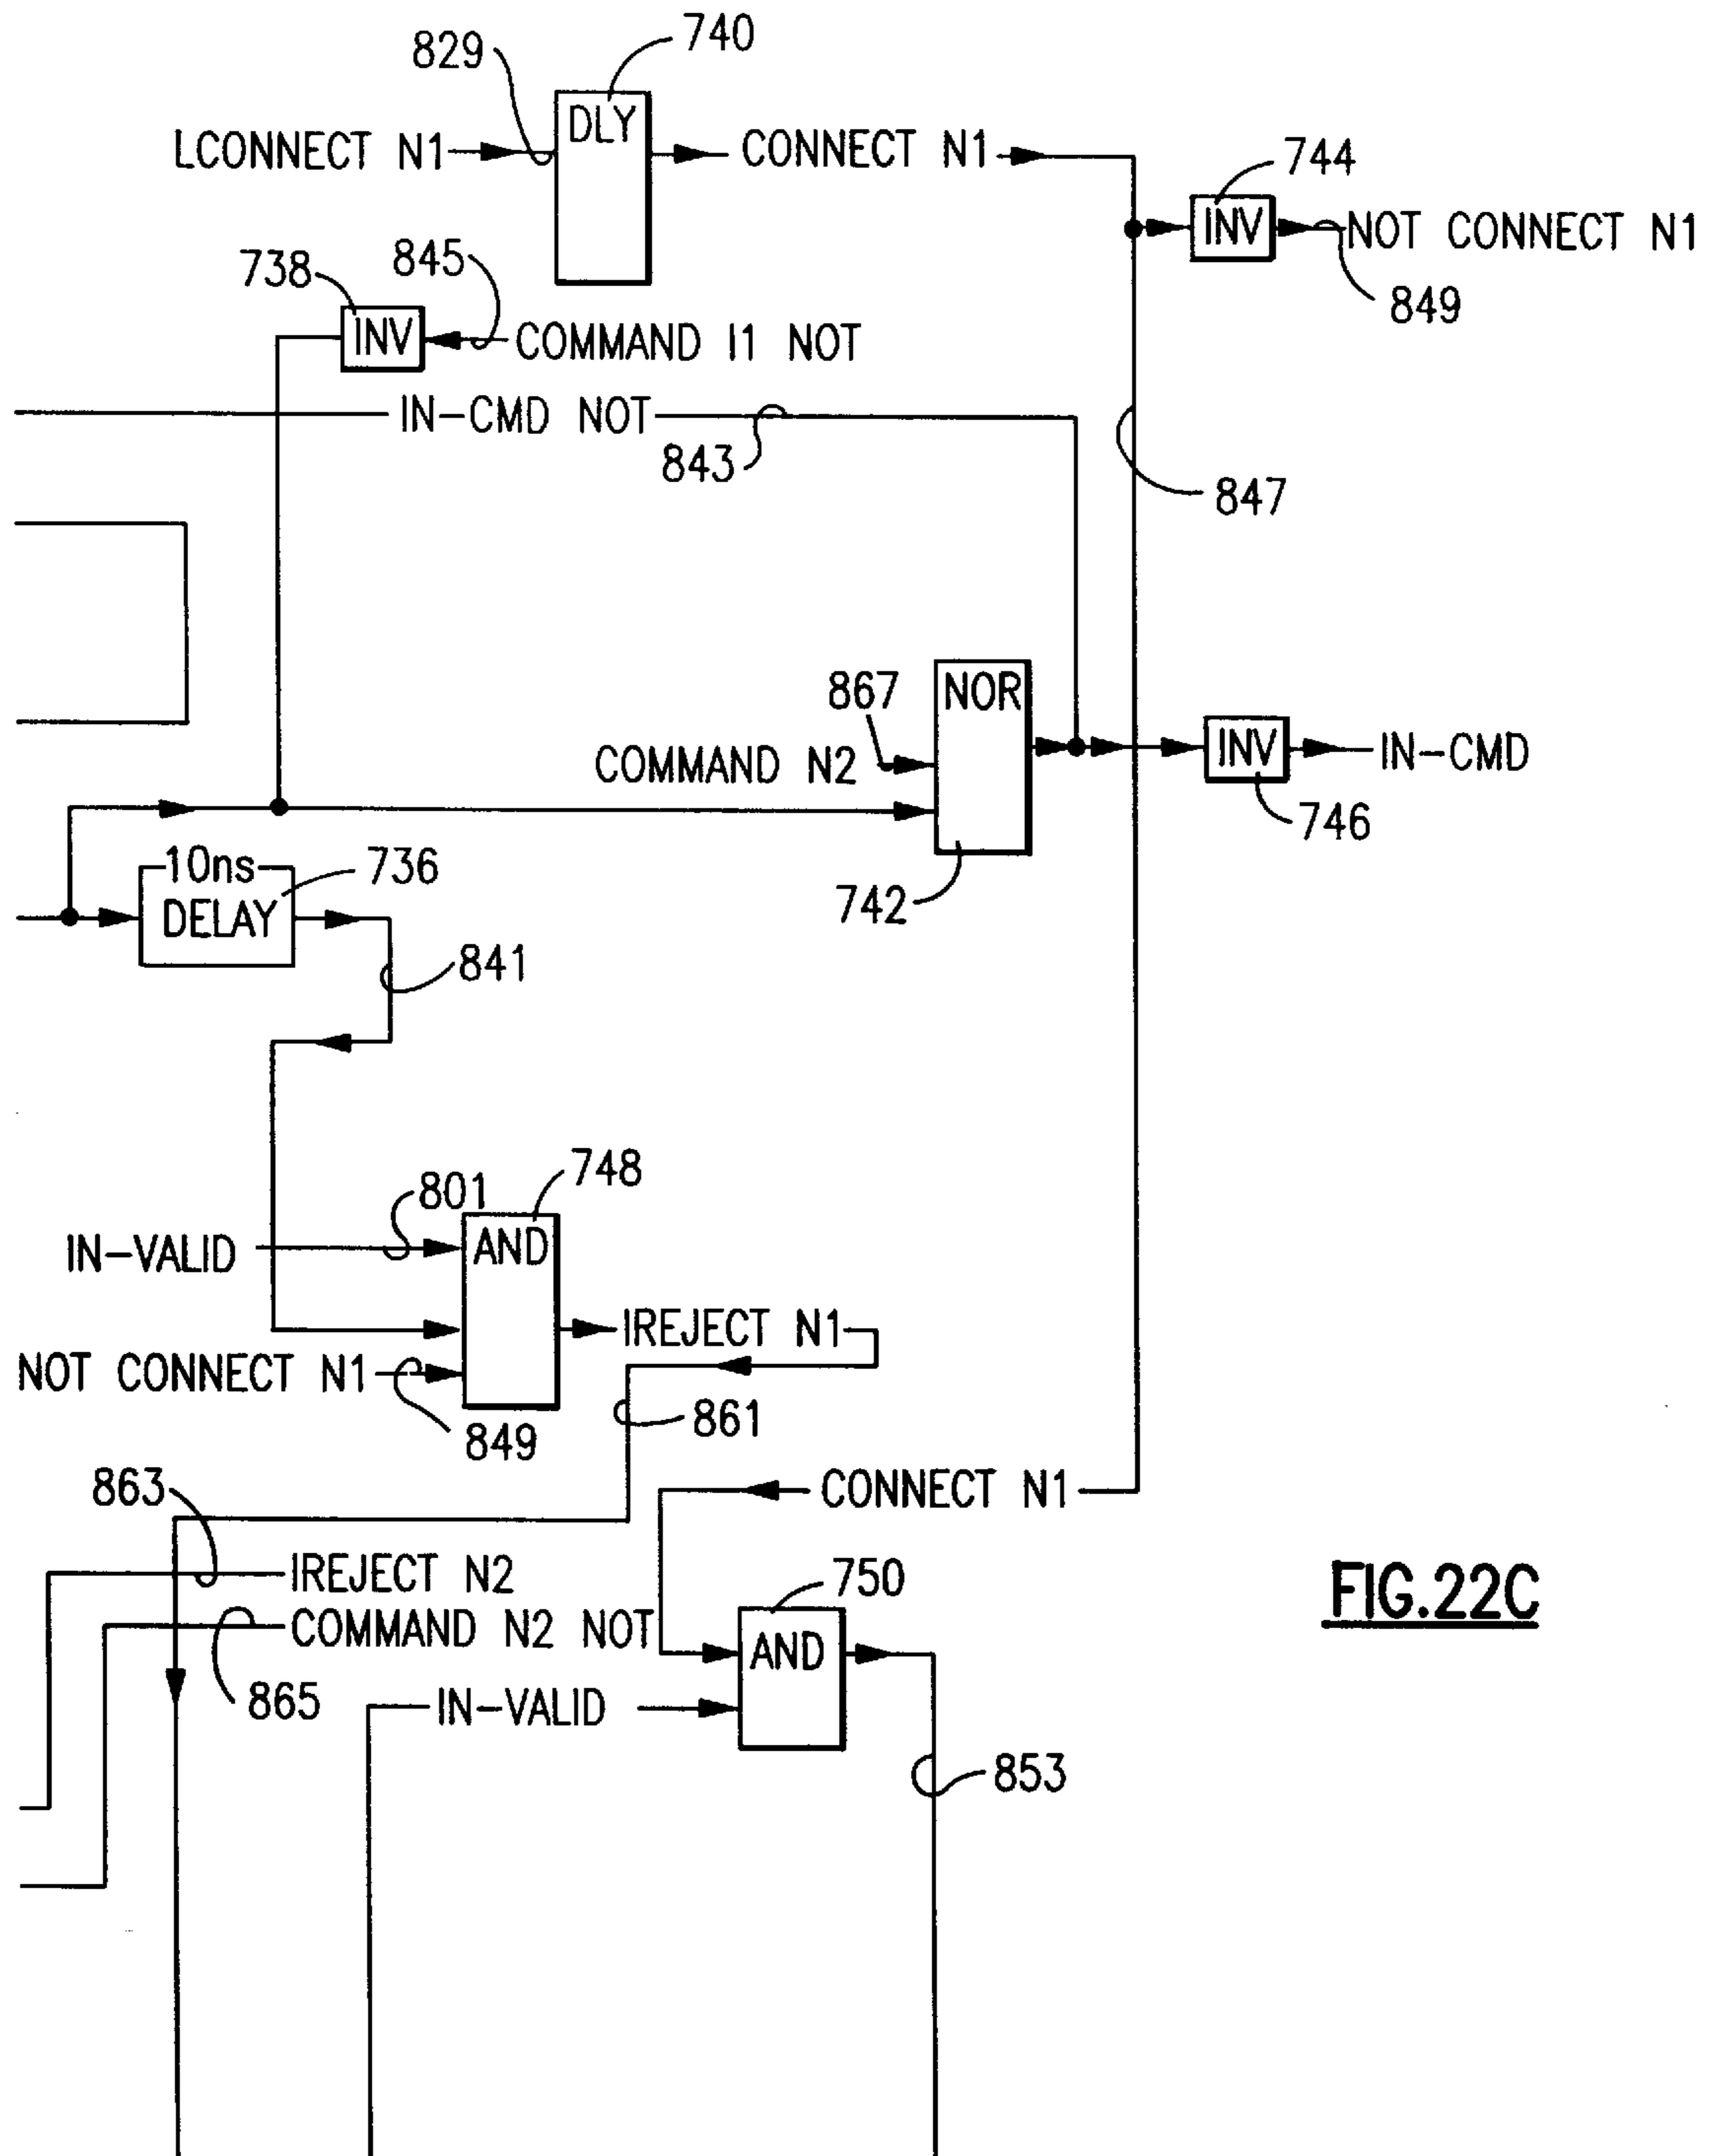 740
829
DLY
LCONNECT N1
CONNECT N1
744
INV
NOT CONNECT N1
849
738
845
INV
COMMAND I1 NOT
IN-CMD NOT
843
847
867
NOR
COMMAND N2
INV
IN-CMD
746
742
10ns
DELAY
736
841
748
801
IN-VALID
AND
IREJECT N1
NOT CONNECT N1
849
861
863
CONNECT N1
IREJECT N2
750
COMMAND N2 NOT
AND
865
IN-VALID
853
FIG.22C